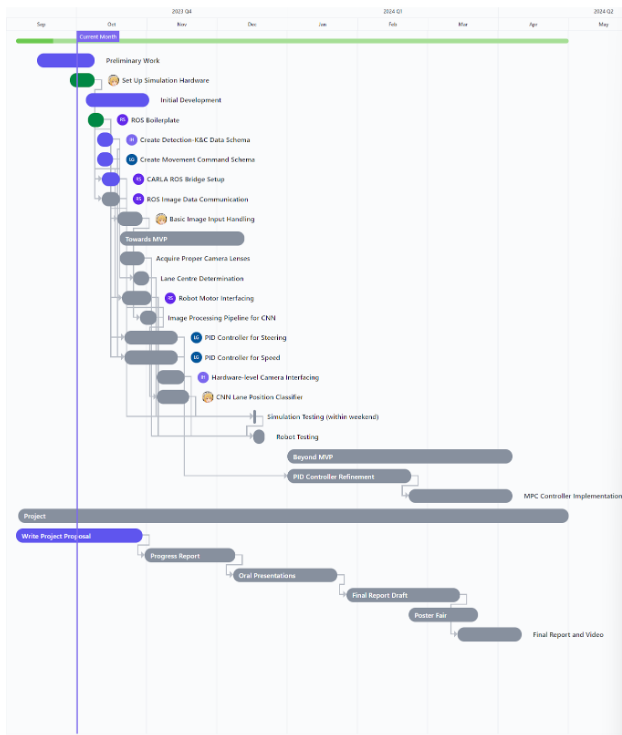 2023 Q4
2024 Q1
2024 Q2
Sep
Oct
Nov
Dec
Jan
Feb
Mar
Apr
May
Current Month
Preliminary Work
Set Up Simulation Hardware
Initial Development
RS ROS Boilerplate
Create Detection-K&C Data Schema
LG Create Movement Command Schema
RS CARLA ROS Bridge Setup
RS ROS Image Data Communication
Basic Image Input Handling
Towards MVP
Acquire Proper Camera Lenses
Lane Centre Determination
RS Robot Motor Interfacing
Image Processing Pipeline for CNN
LG PID Controller for Steering
LG PID Controller for Speed
Hardware-level Camera Interfacing
CNN Lane Position Classifier
Simulation Testing (within weekend)
Robot Testing
Beyond MVP
PID Controller Refinement
MPC Controller Implementation
Project
Write Project Proposal
Progress Report
Oral Presentations
Final Report Draft
Poster Fair
Final Report and Video